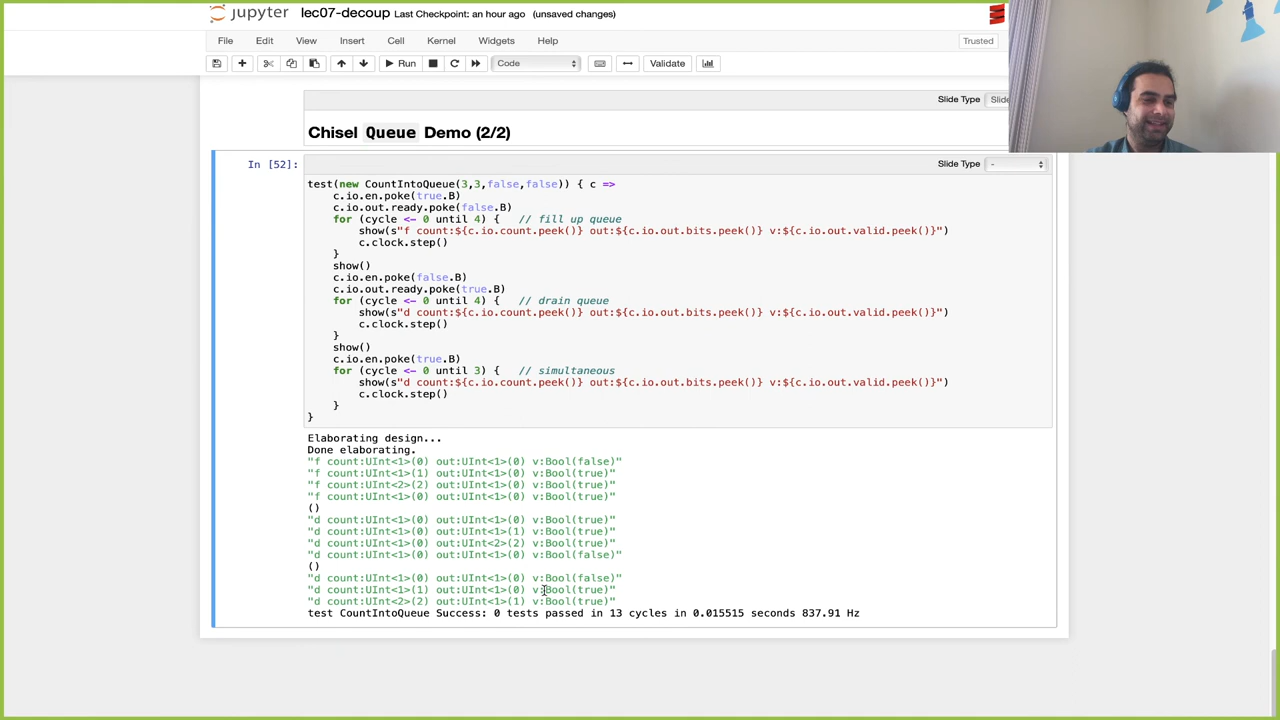 jupyter lec07-decoup Last Checkpoint: an hour ago (unsaved changes)
File Edit View Insert Cell Kernel Widgets Help Trusted
Run Code Validate
Slide Type Slide
Chisel Queue Demo (2/2)
In [52]: Slide Type -
test(new CountIntoQueue(3,3,false,false)) { c =>
    c.io.en.poke(true.B)
    c.io.out.ready.poke(false.B)
    for (cycle <- 0 until 4) {   // fill up queue
        show(s"f count:${c.io.count.peek()} out:${c.io.out.bits.peek()} v:${c.io.out.valid.peek()}")
        c.clock.step()
    }
    show()
    c.io.en.poke(false.B)
    c.io.out.ready.poke(true.B)
    for (cycle <- 0 until 4) {   // drain queue
        show(s"d count:${c.io.count.peek()} out:${c.io.out.bits.peek()} v:${c.io.out.valid.peek()}")
        c.clock.step()
    }
    show()
    c.io.en.poke(true.B)
    for (cycle <- 0 until 3) {   // simultaneous
        show(s"d count:${c.io.count.peek()} out:${c.io.out.bits.peek()} v:${c.io.out.valid.peek()}")
        c.clock.step()
    }
}
Elaborating design...
Done elaborating.
"f count:UInt<1>(0) out:UInt<1>(0) v:Bool(false)"
"f count:UInt<1>(1) out:UInt<1>(0) v:Bool(true)"
"f count:UInt<2>(2) out:UInt<1>(0) v:Bool(true)"
"f count:UInt<1>(0) out:UInt<1>(0) v:Bool(true)"
()
"d count:UInt<1>(0) out:UInt<1>(0) v:Bool(true)"
"d count:UInt<1>(0) out:UInt<1>(1) v:Bool(true)"
"d count:UInt<1>(0) out:UInt<2>(2) v:Bool(true)"
"d count:UInt<1>(0) out:UInt<1>(0) v:Bool(false)"
()
"d count:UInt<1>(0) out:UInt<1>(0) v:Bool(false)"
"d count:UInt<1>(1) out:UInt<1>(0) v:Bool(true)"
"d count:UInt<2>(2) out:UInt<1>(1) v:Bool(true)"
test CountIntoQueue Success: 0 tests passed in 13 cycles in 0.015515 seconds 837.91 Hz